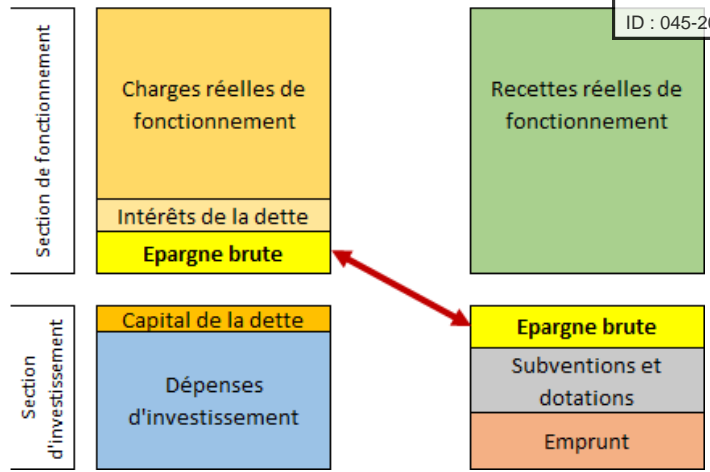 ID : 045-20
Section de fonctionnement
Charges réelles de
fonctionnement
Intérêts de la dette
Epargne brute
Recettes réelles de
fonctionnement
Section
d'investissement
Capital de la dette
Dépenses
d'investissement
Epargne brute
Subventions et
dotations
Emprunt